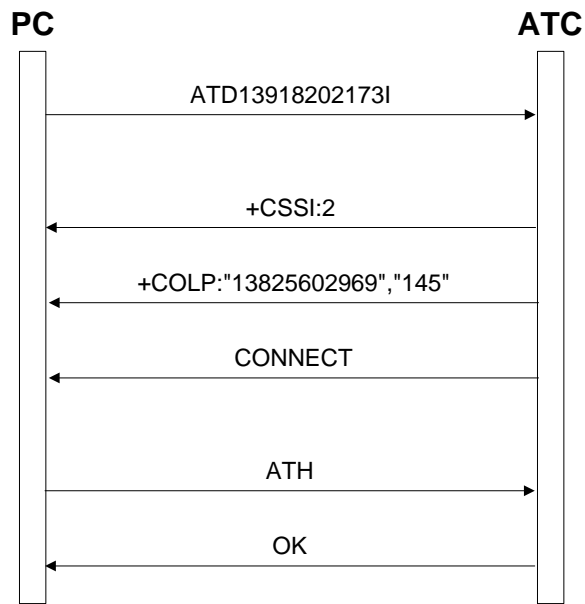 PC ATC
ATD13918202173I
+CSSI:2
+COLP:"13825602969","145"
CONNECT
ATH
OK